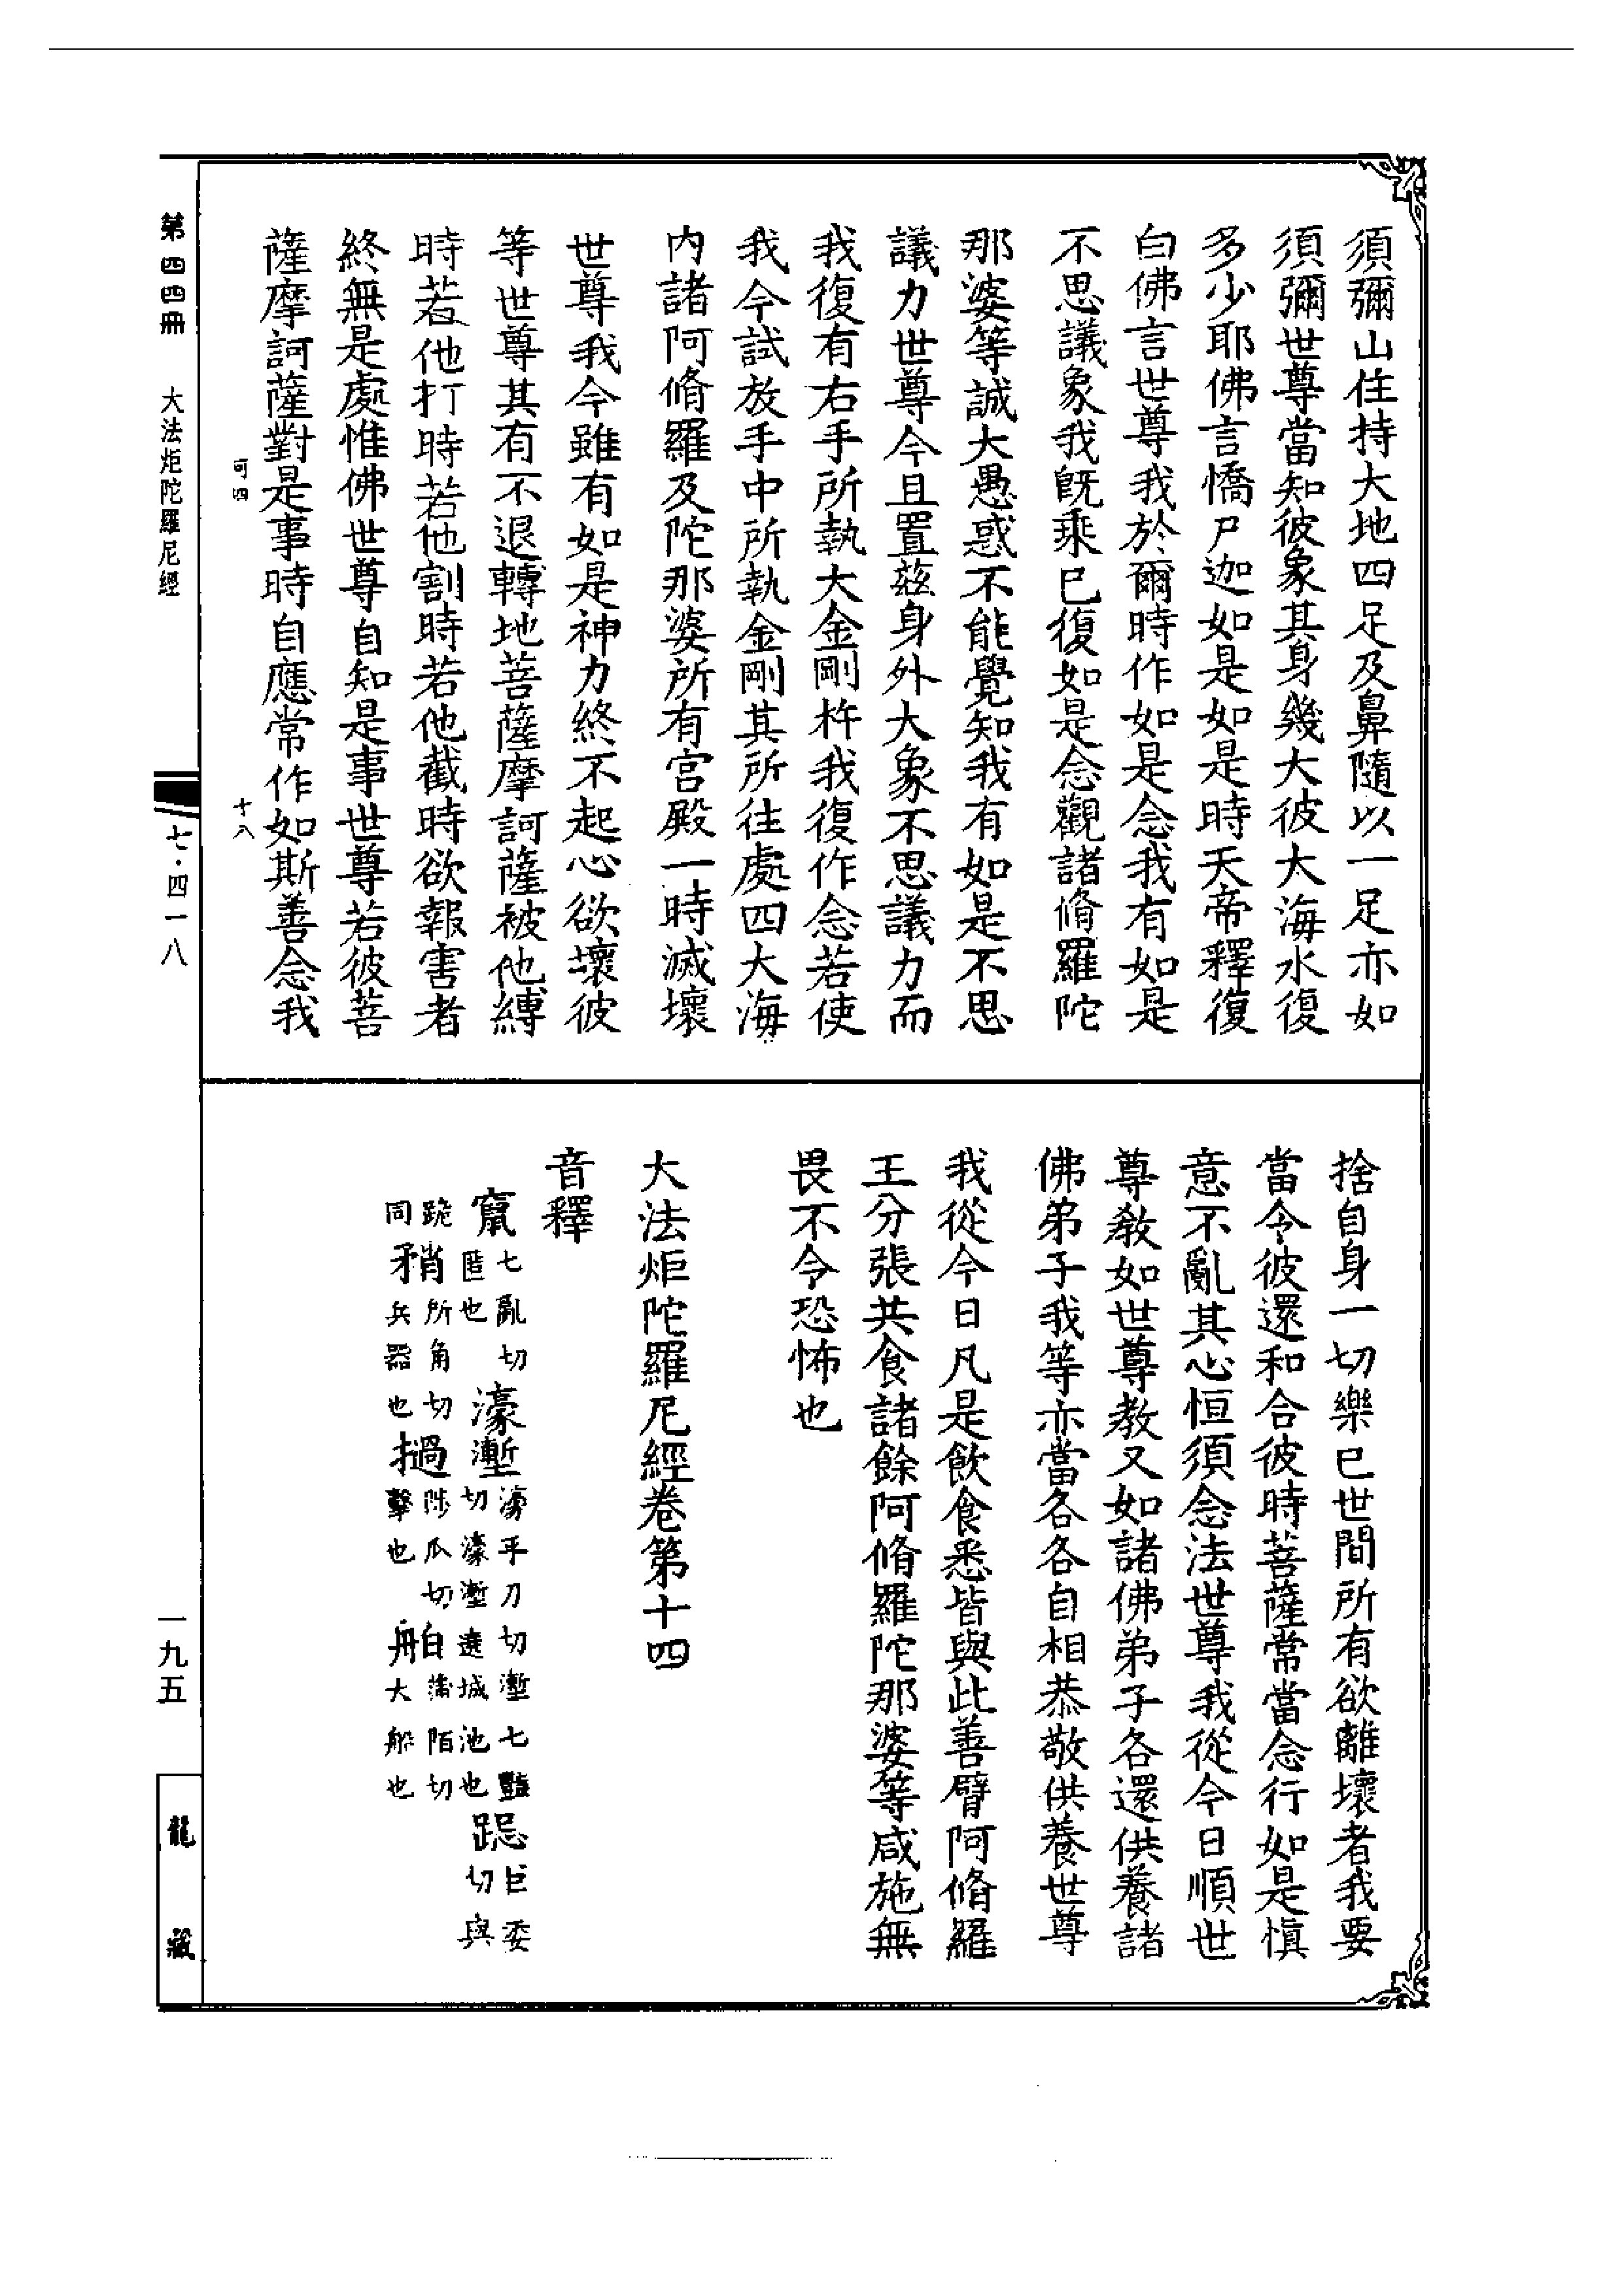 須彌山住持大地四足及鼻隨以一足亦如
須彌世尊當知彼象其身幾大彼大海水復
多少耶佛言憍尸迦如是如是時天帝釋復
白佛言世尊我於爾時作如是念我有如是
不思議象我既乘已復如是念觀諸脩羅陀
那婆等誠大愚惑不能覺知我有如是不思
議力世尊今且置茲身外大象不思議力而
我復有右手所執大金剛杵我復作念若使
我今試放手中所執金剛其所往處四大海
內諸阿脩羅及陀那婆所有宮殿一時滅壞
世尊我今雖有如是神力終不起心欲壞彼
等世尊其有不退轉地菩薩摩訶薩被他縛
時若他打時若他割時若他截時欲報害者
終無是處惟佛世尊自知是事世尊若彼菩
薩摩訶薩對是事時自應常作如斯善念我
可四 十八
捨自身一切樂已世間所有欲離壞者我要
當令彼還和合彼時菩薩常當念行如是慎
意不亂其心恒須念法世尊我從今日順世
尊教如世尊教又如諸佛弟子各還供養諸
佛弟子我等亦當各各自相恭敬供養世尊
我從今日凡是飲食悉皆與此善臂阿脩羅
王分張共食諸餘阿脩羅陀那婆等咸施無
畏不令恐怖也
大法炬陀羅尼經卷第十四
音釋
竄七亂切匿也 濠塹濠乎刀切塹七豔切濠塹遶城池也 跽巨委切與
跪同 矟所角切矛兵器也 撾陟瓜切擊也 舶蒲陌切大船也
第四四冊 大法炬陀羅尼經 七·四一八 一九五 龍藏